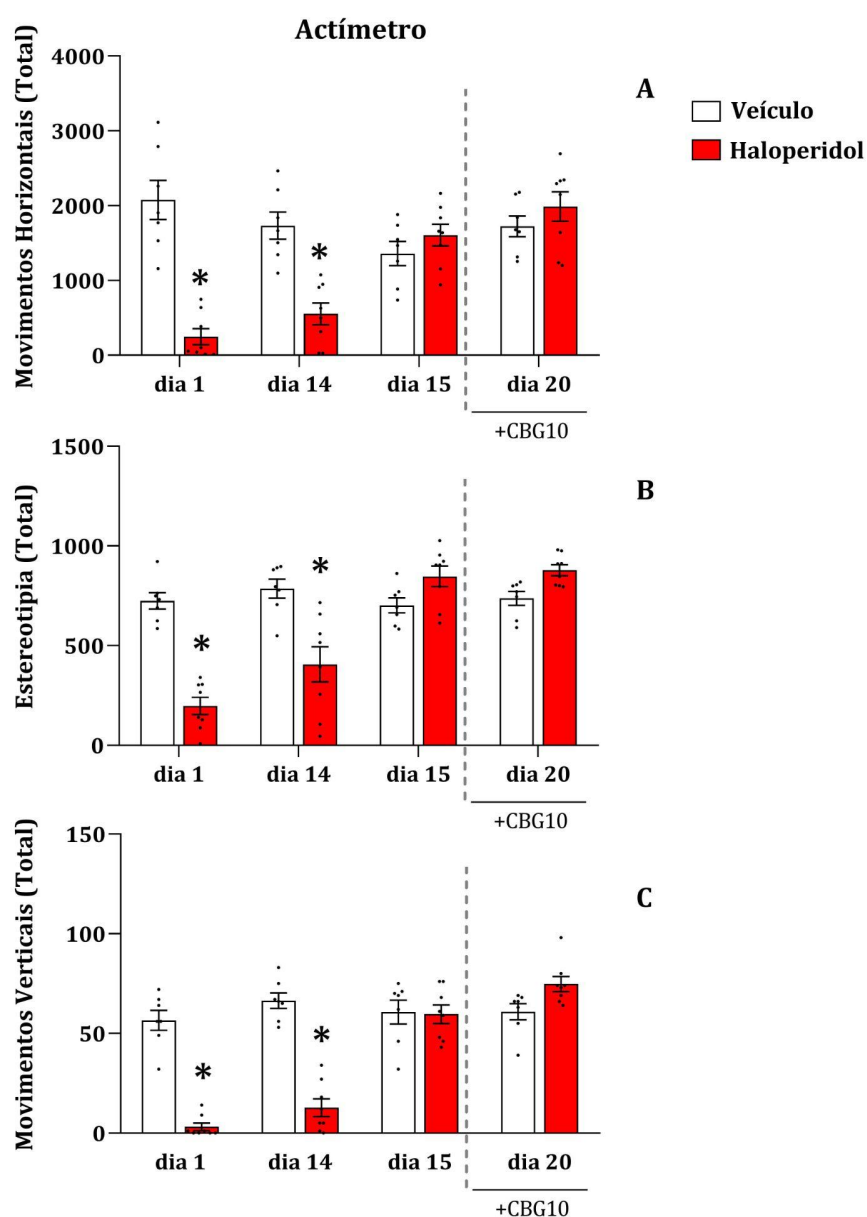 Actímetro
Movimentos Horizontais (Total)
4000
3000
2000
1000
0
*
*
dia 1
dia 14
dia 15
dia 20
+CBG10
A
Veículo
Haloperidol
Estereotipia (Total)
1500
1000
500
0
*
*
dia 1
dia 14
dia 15
dia 20
+CBG10
B
Movimentos Verticais (Total)
150
100
50
0
*
*
dia 1
dia 14
dia 15
dia 20
+CBG10
C